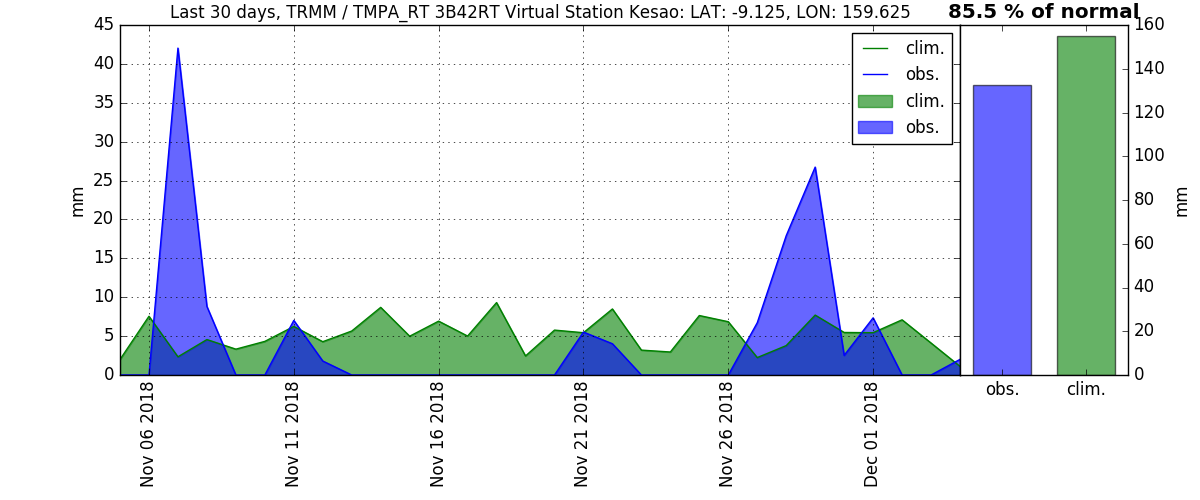 Last 30 days, TRMM / TMPA_RT 3B42RT Virtual Station Kesao: LAT: -9.125, LON: 159.625
85.5 % of normal
45
40
35
30
25
20
15
10
5
0
mm
clim.
obs.
clim.
obs.
160
140
120
100
80
60
40
20
0
mm
Nov 06 2018
Nov 11 2018
Nov 16 2018
Nov 21 2018
Nov 26 2018
Dec 01 2018
obs.
clim.